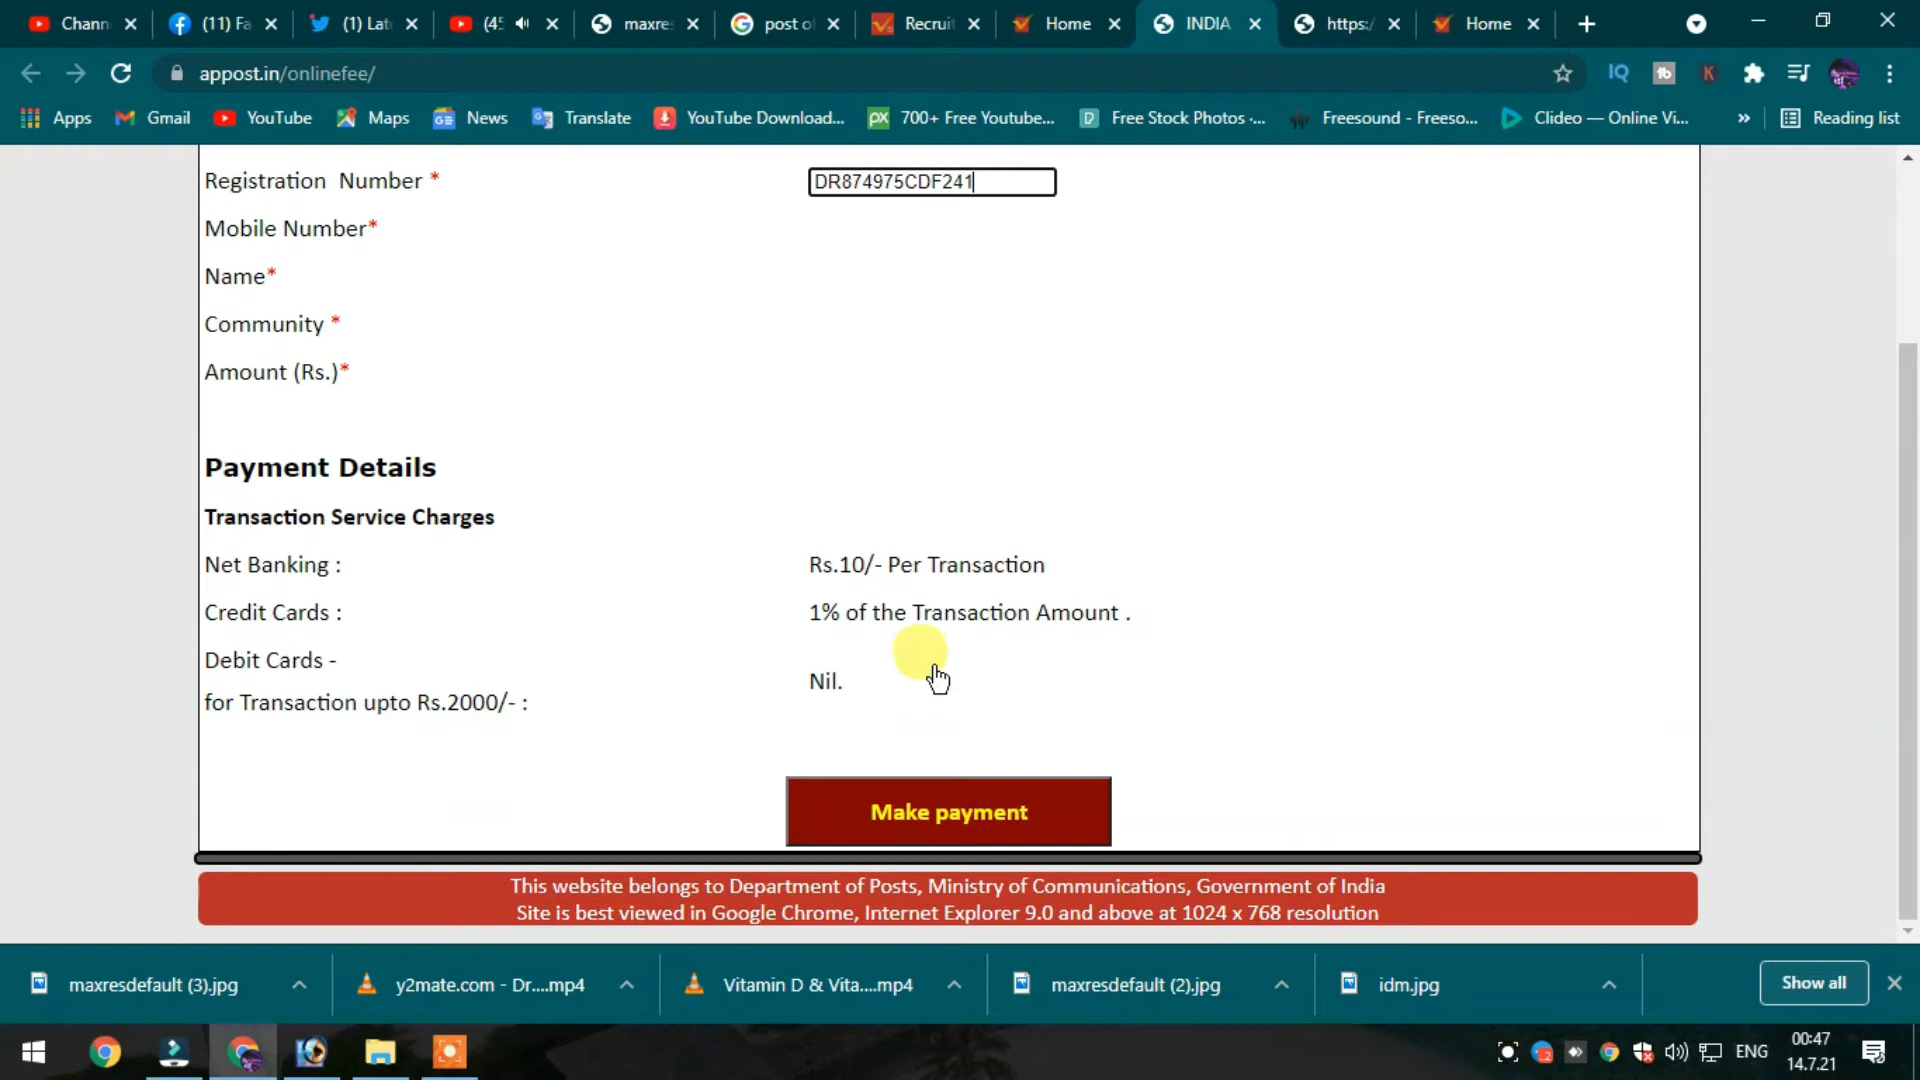 Chann
(11) Fa
(1) Lat
(45
maxres
post o
Recruit
Home
INDIA
https:/
Home
appost.in/onlinefee/
IQ
tb
K
Apps
Gmail
YouTube
Maps
News
Translate
YouTube Download...
PX
700+ Free Youtube...
Free Stock Photos ·...
Freesound - Freeso...
Clideo — Online Vi...
»
Reading list
Registration Number *
DR874975CDF241
Mobile Number*
Name*
Community *
Amount (Rs.)*
Payment Details
Transaction Service Charges
Net Banking :
Rs.10/- Per Transaction
Credit Cards :
1% of the Transaction Amount .
Debit Cards -
for Transaction upto Rs.2000/- :
Nil.
Make payment
This website belongs to Department of Posts, Ministry of Communications, Government of India
Site is best viewed in Google Chrome, Internet Explorer 9.0 and above at 1024 x 768 resolution
maxresdefault (3).jpg
y2mate.com - Dr....mp4
Vitamin D & Vita....mp4
maxresdefault (2).jpg
idm.jpg
Show all
ENG
00:47
14.7.21